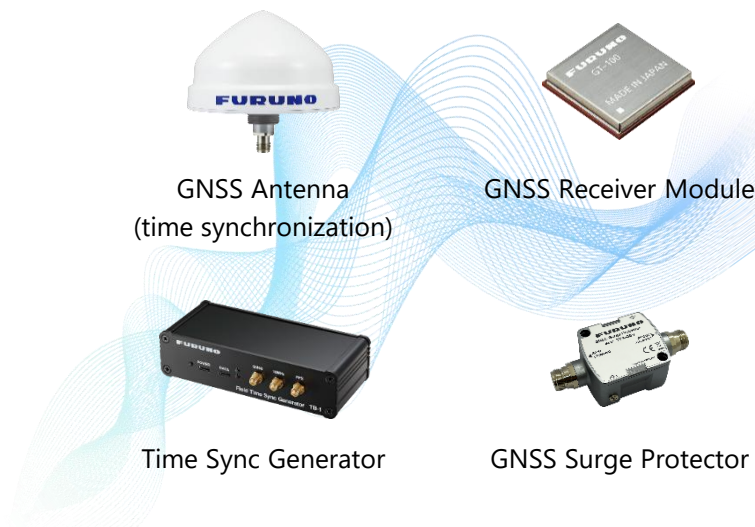 FURUNO
FURUNO
GT-100
MADE IN JAPAN
GNSS Antenna
(time synchronization)
GNSS Receiver Module
FURUNO
POWER
Field Time Sync Generator TB-1
FURUNO
Time Sync Generator
GNSS Surge Protector